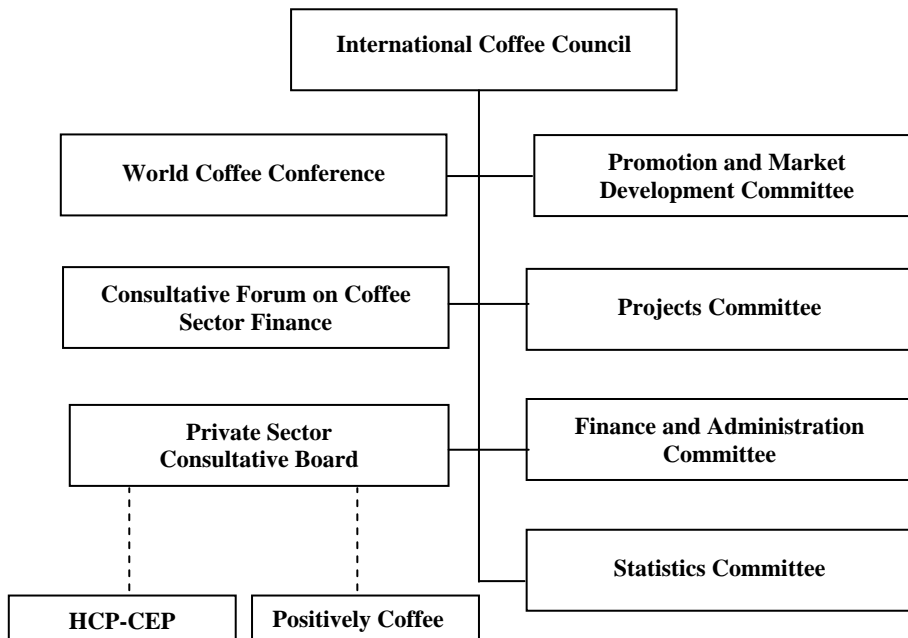 International Coffee Council
World Coffee Conference
Promotion and Market
Development Committee
Consultative Forum on Coffee
Sector Finance
Projects Committee
Private Sector
Consultative Board
Finance and Administration
Committee
Statistics Committee
HCP-CEP
Positively Coffee